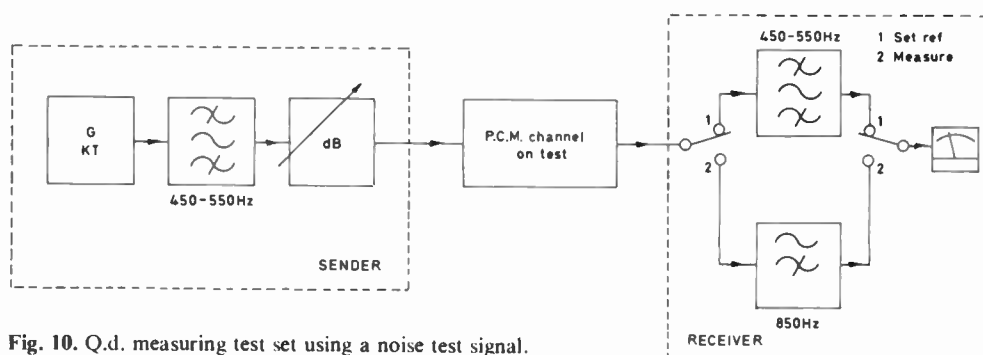 450-550Hz
1 Set ref
2 Measure
G
KT
dB
P.C.M. channel
on test
1
1
2
2
450-550Hz
SENDER
850Hz
RECEIVER
Fig. 10. Q.d. measuring test set using a noise test signal.